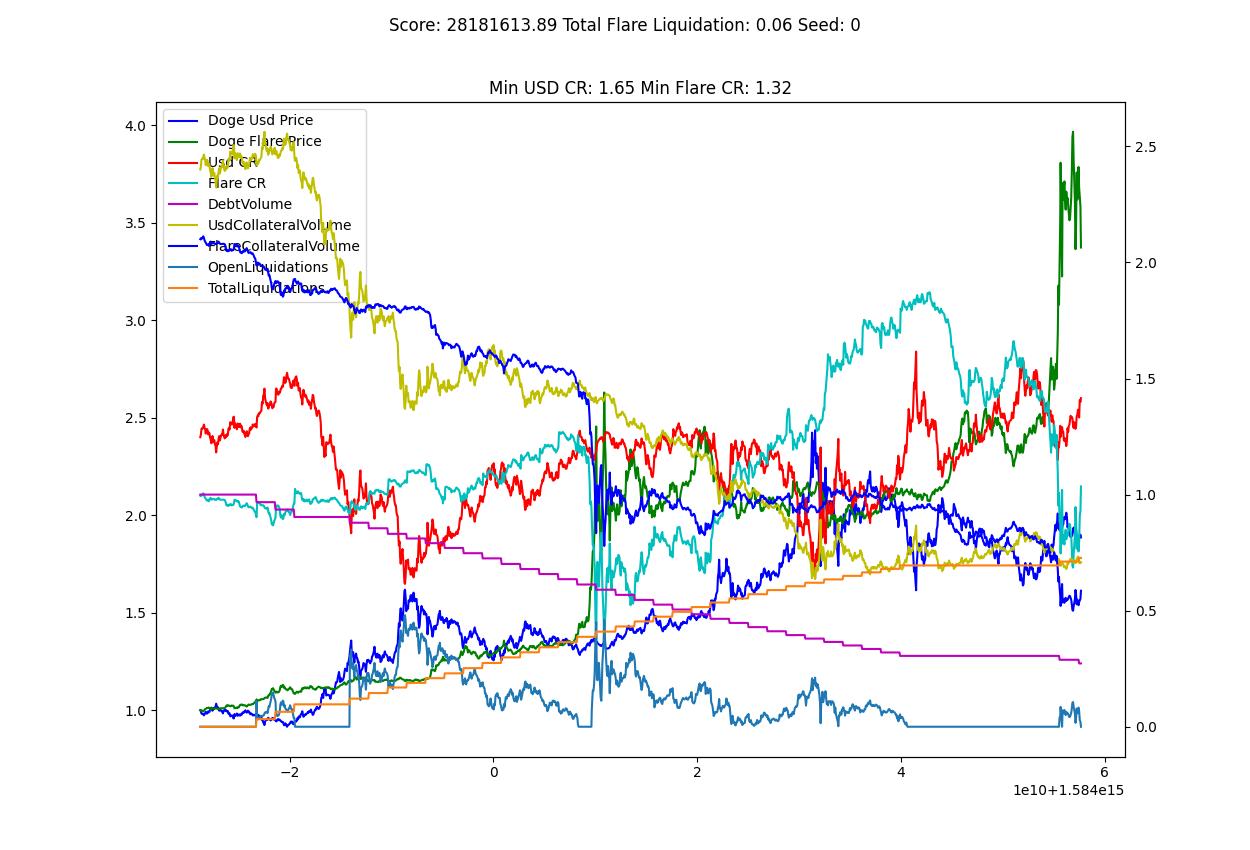 Score: 28181613.89 Total Flare Liquidation: 0.06 Seed: 0
Min USD CR: 1.65 Min Flare CR: 1.32
Doge Usd Price
Doge Flare Price
Usd CR
Flare CR
DebtVolume
UsdCollateralVolume
FlareCollateralVolume
OpenLiquidations
TotalLiquidations
4.0
3.5
3.0
2.5
2.0
1.5
1.0
2.5
2.0
1.5
1.0
0.5
0.0
−2
0
2
4
6
1e10+1.584e15